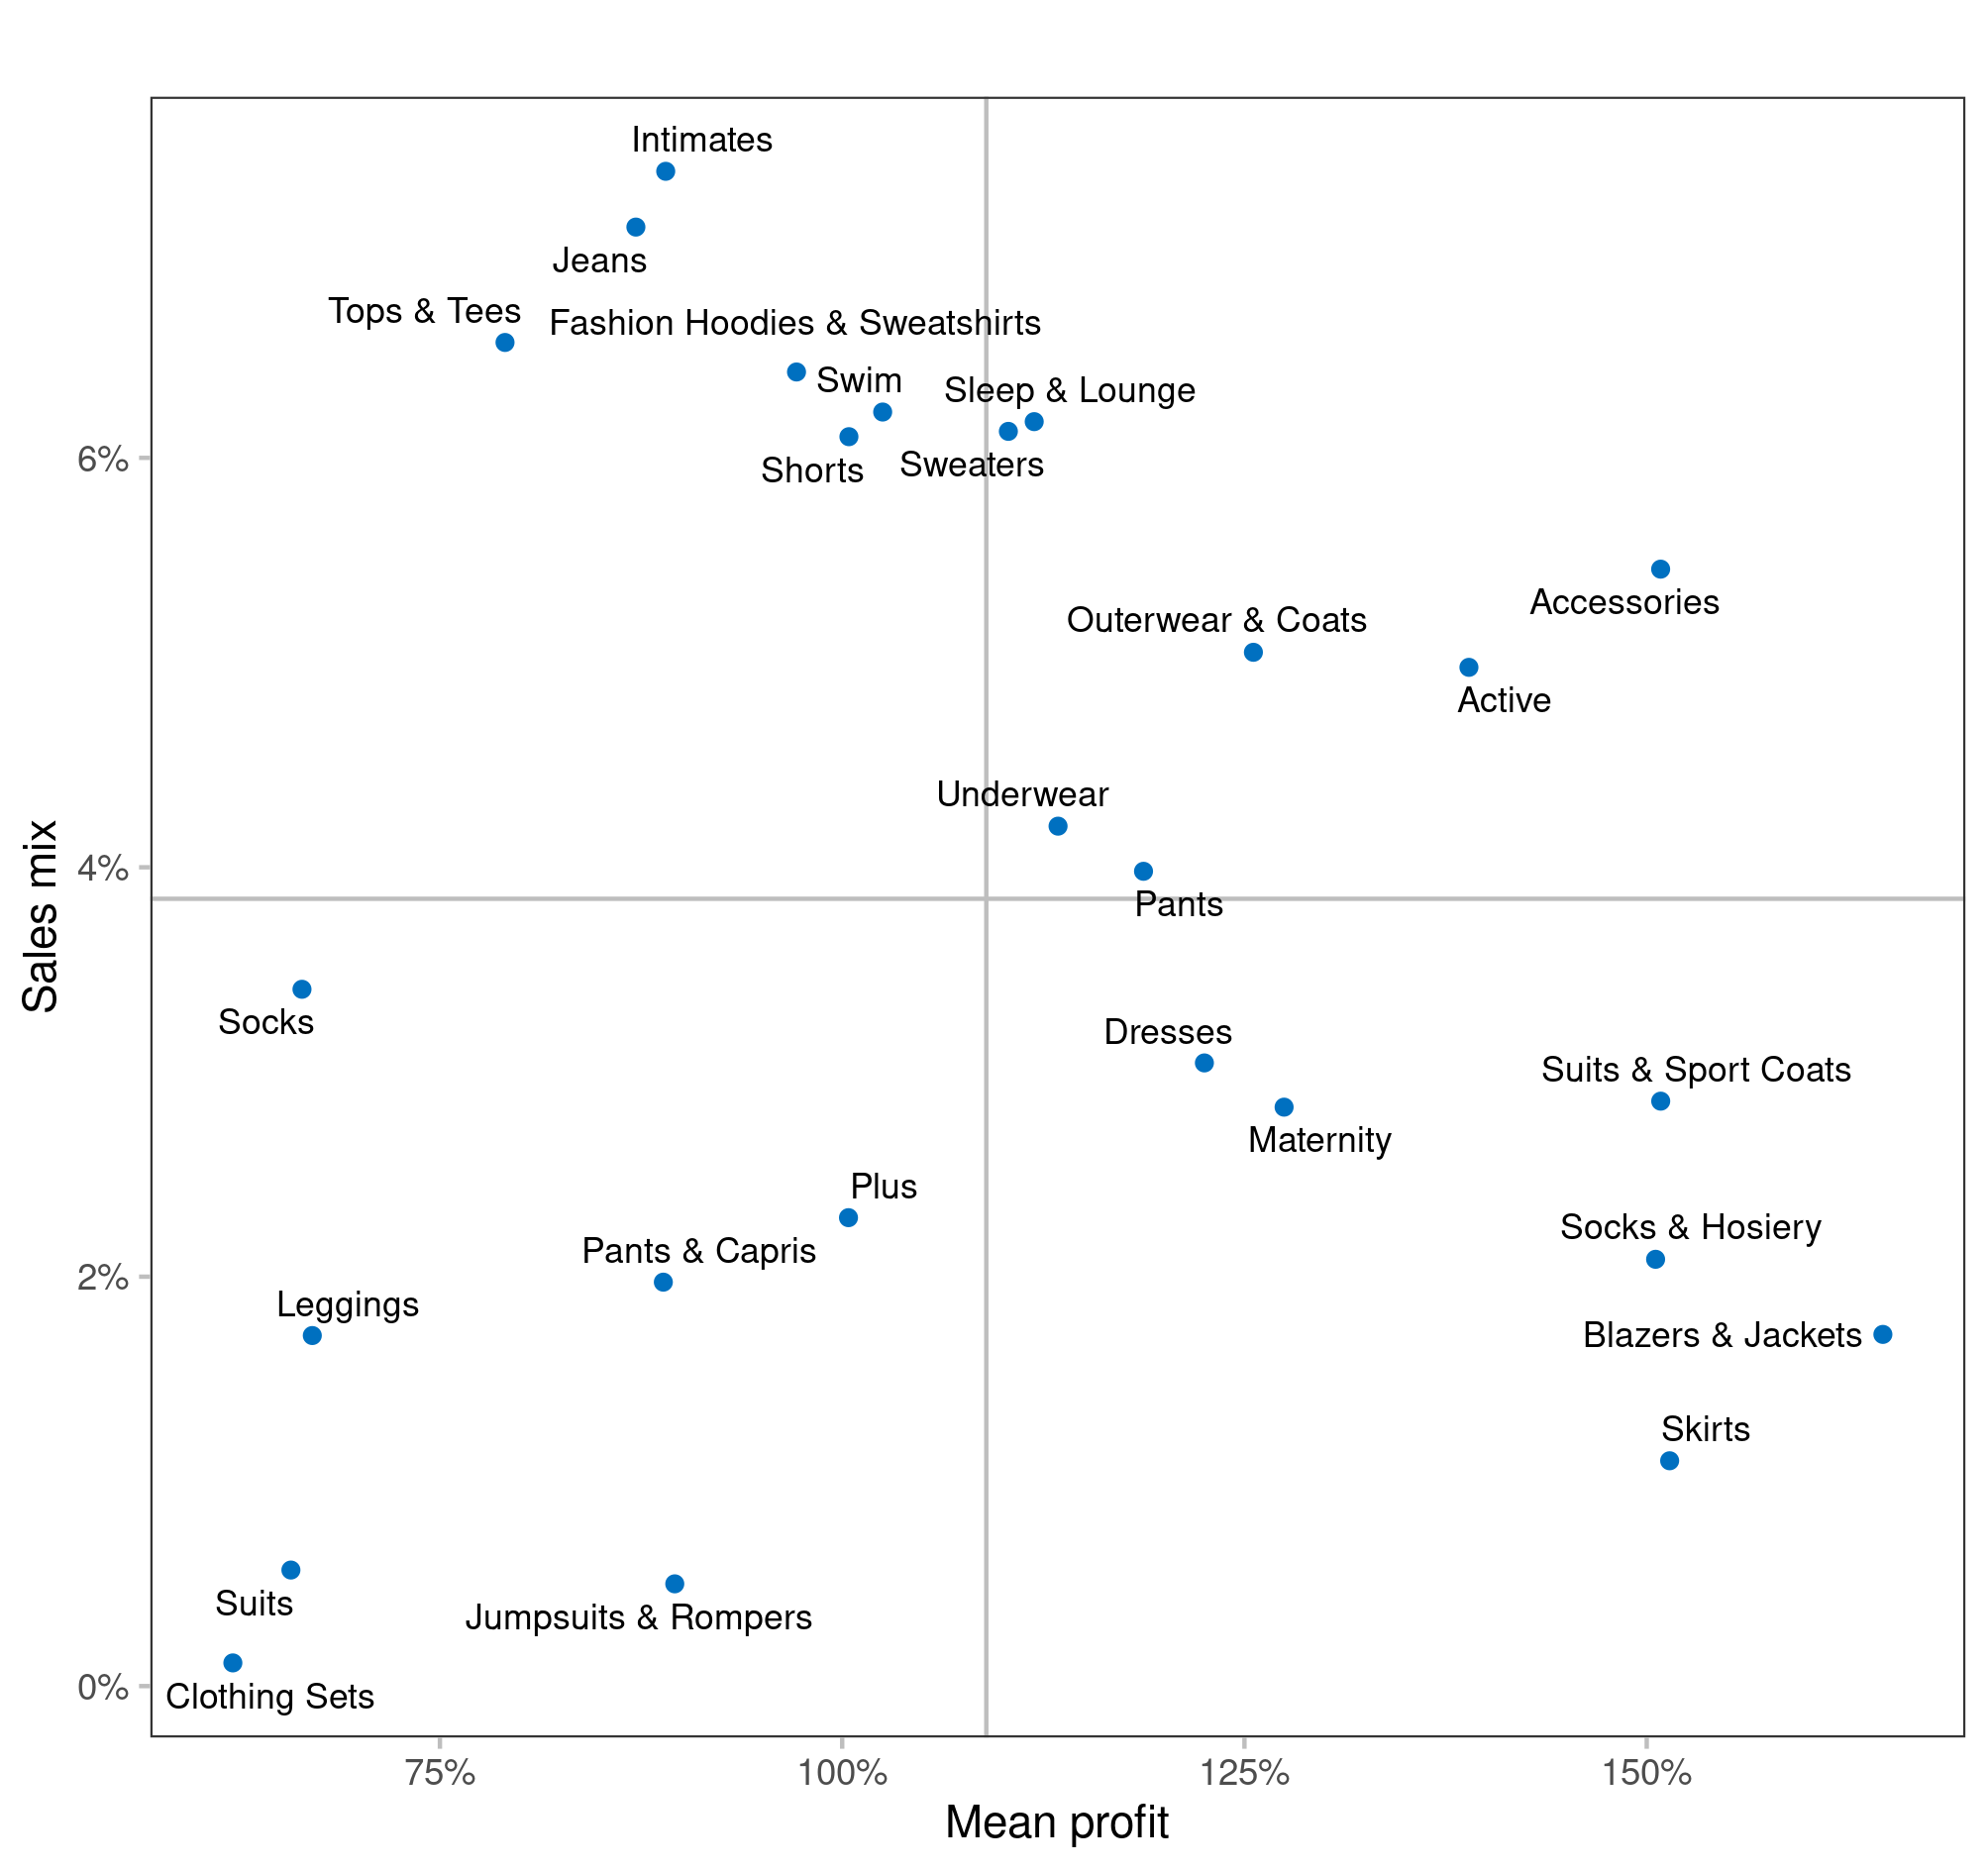 Intimates
Jeans
Tops & Tees
Fashion Hoodies & Sweatshirts
Swim
Sleep & Lounge
Shorts
Sweaters
6%
Accessories
Outerwear & Coats
Active
Underwear
4%
Pants
Sales mix
Socks
Dresses
Suits & Sport Coats
Maternity
Plus
Socks & Hosiery
Pants & Capris
2%
Leggings
Blazers & Jackets
Skirts
Suits
Jumpsuits & Rompers
0%
Clothing Sets
75%
100%
125%
150%
Mean profit